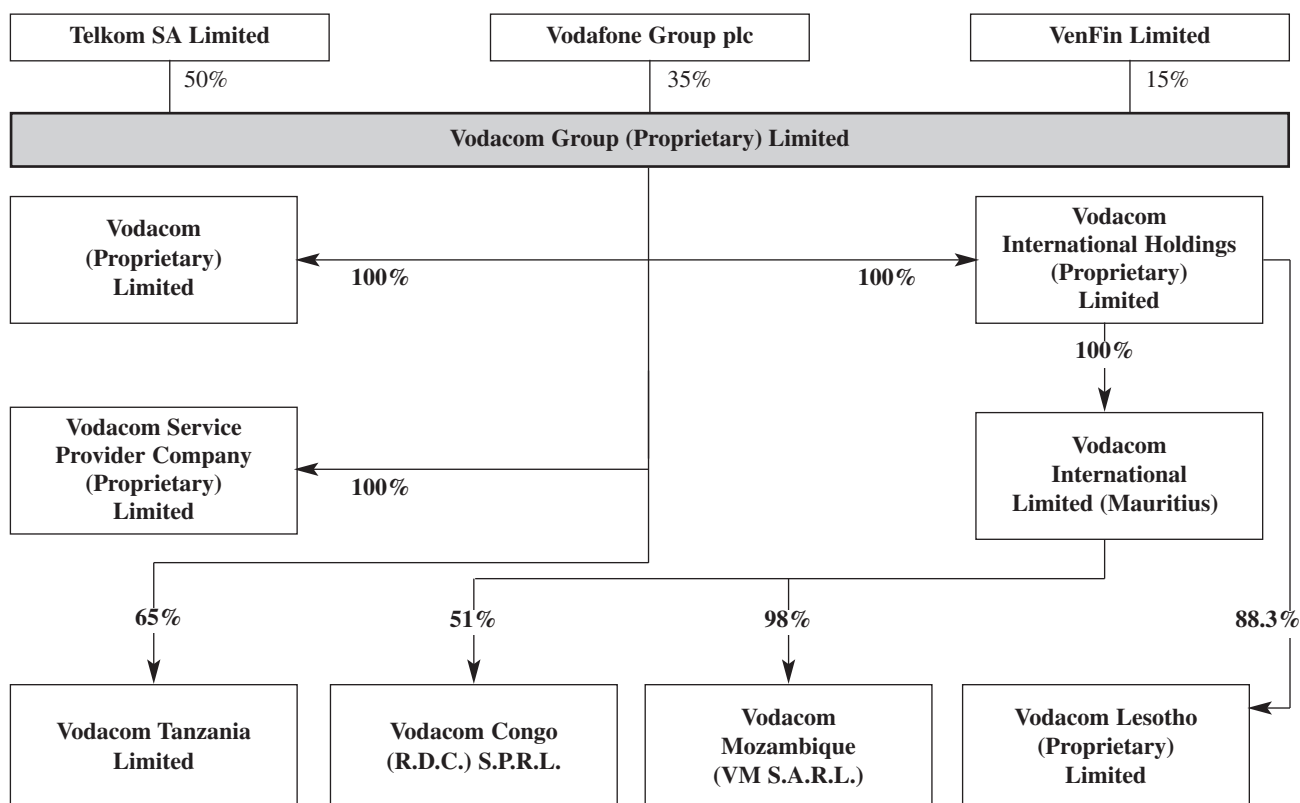 Telkom SA Limited
Vodafone Group plc
VenFin Limited
50%
35%
15%
Vodacom Group (Proprietary) Limited
Vodacom
(Proprietary)
Limited
100%
100%
Vodacom
International Holdings
(Proprietary)
Limited
100%
Vodacom Service
Provider Company
(Proprietary)
Limited
100%
Vodacom
International
Limited (Mauritius)
65%
51%
98%
88.3%
Vodacom Tanzania
Limited
Vodacom Congo
(R.D.C.) S.P.R.L.
Vodacom
Mozambique
(VM S.A.R.L.)
Vodacom Lesotho
(Proprietary)
Limited